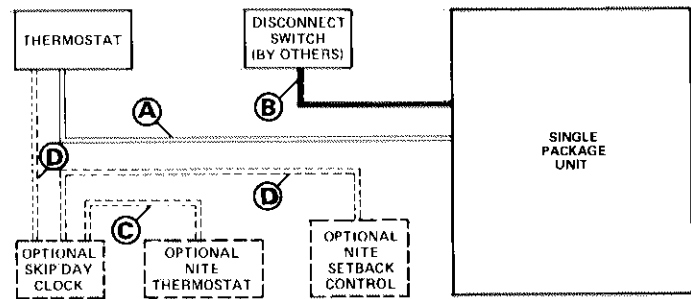 THERMOSTAT
DISCONNECT
SWITCH
(BY OTHERS)
B
A
SINGLE
PACKAGE
UNIT
D
D
C
OPTIONAL
SKIP DAY
CLOCK
OPTIONAL
NITE
THERMOSTAT
OPTIONAL
NITE
SETBACK
CONTROL